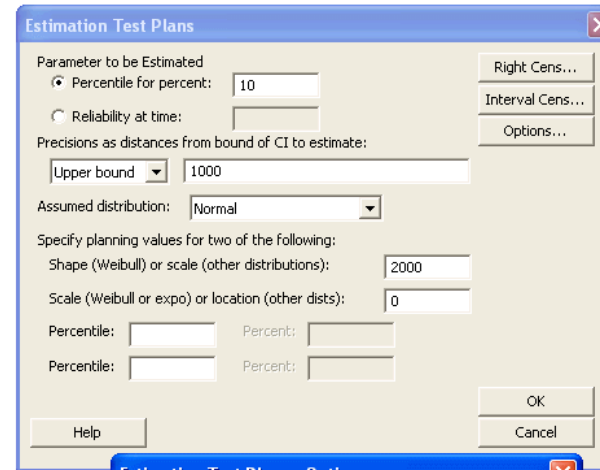 Estimation Test Plans
Parameter to be Estimated
Percentile for percent: 10
Reliability at time:
Precisions as distances from bound of CI to estimate:
Upper bound 1000
Assumed distribution: Normal
Specify planning values for two of the following:
Shape (Weibull) or scale (other distributions): 2000
Scale (Weibull or expo) or location (other dists): 0
Percentile: Percent:
Percentile: Percent:
Right Cens...
Interval Cens...
Options...
OK
Help Cancel